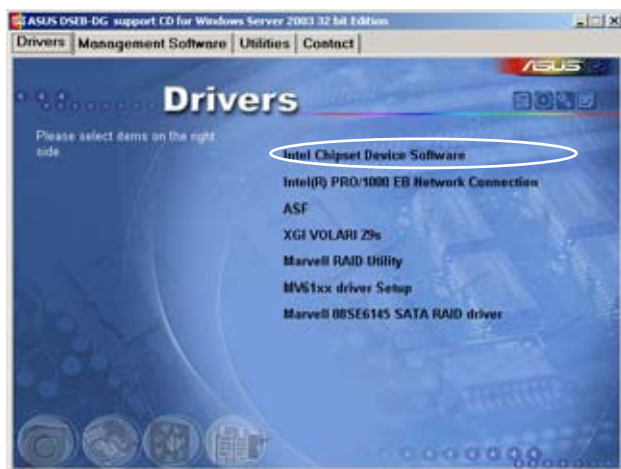 ASUS DSEB-DG support CD for Windows Server 2003 32 bit Edition
Drivers Management Software Utilities Contact
ASUS
Drivers
Please select items on the right
side.
Intel Chipset Device Software
Intel(R) PRO/1000 EB Network Connection
ASF
XGI VOLARI Z9s
Marvell RAID Utility
MV61xx driver Setup
Marvell 88SE6145 SATA RAID driver